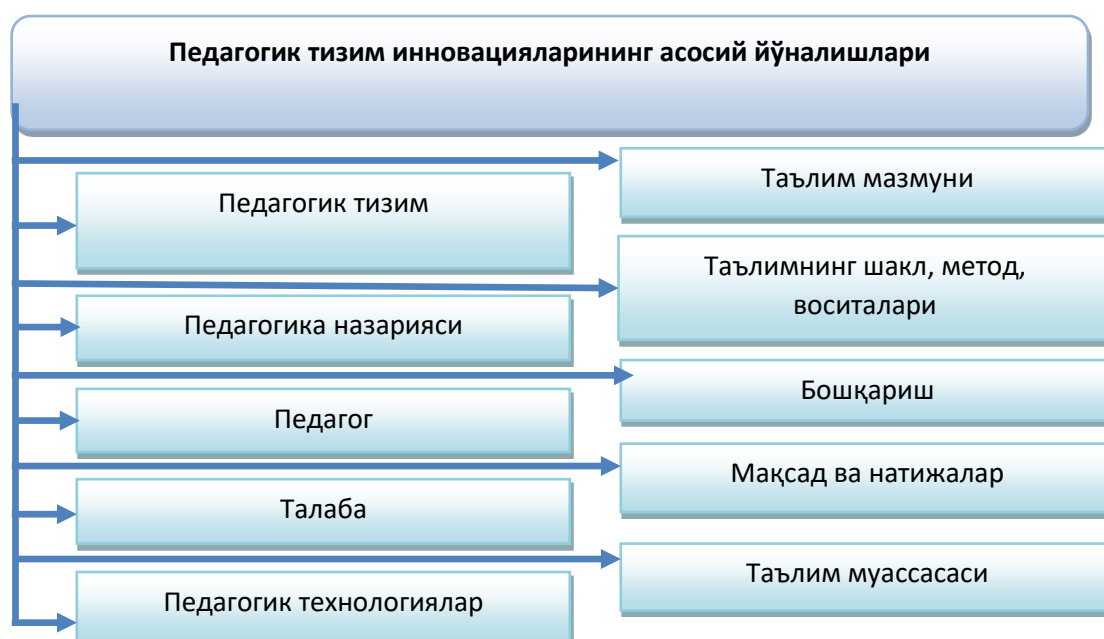 Педагогик тизим инновацияларининг асосий йўналишлари
Таълим мазмуни
Педагогик тизим
Таълимнинг шакл, метод,
воситалари
Педагогика назарияси
Бошқариш
Педагог
Мақсад ва натижалар
Талаба
Таълим муассасаси
Педагогик технологиялар